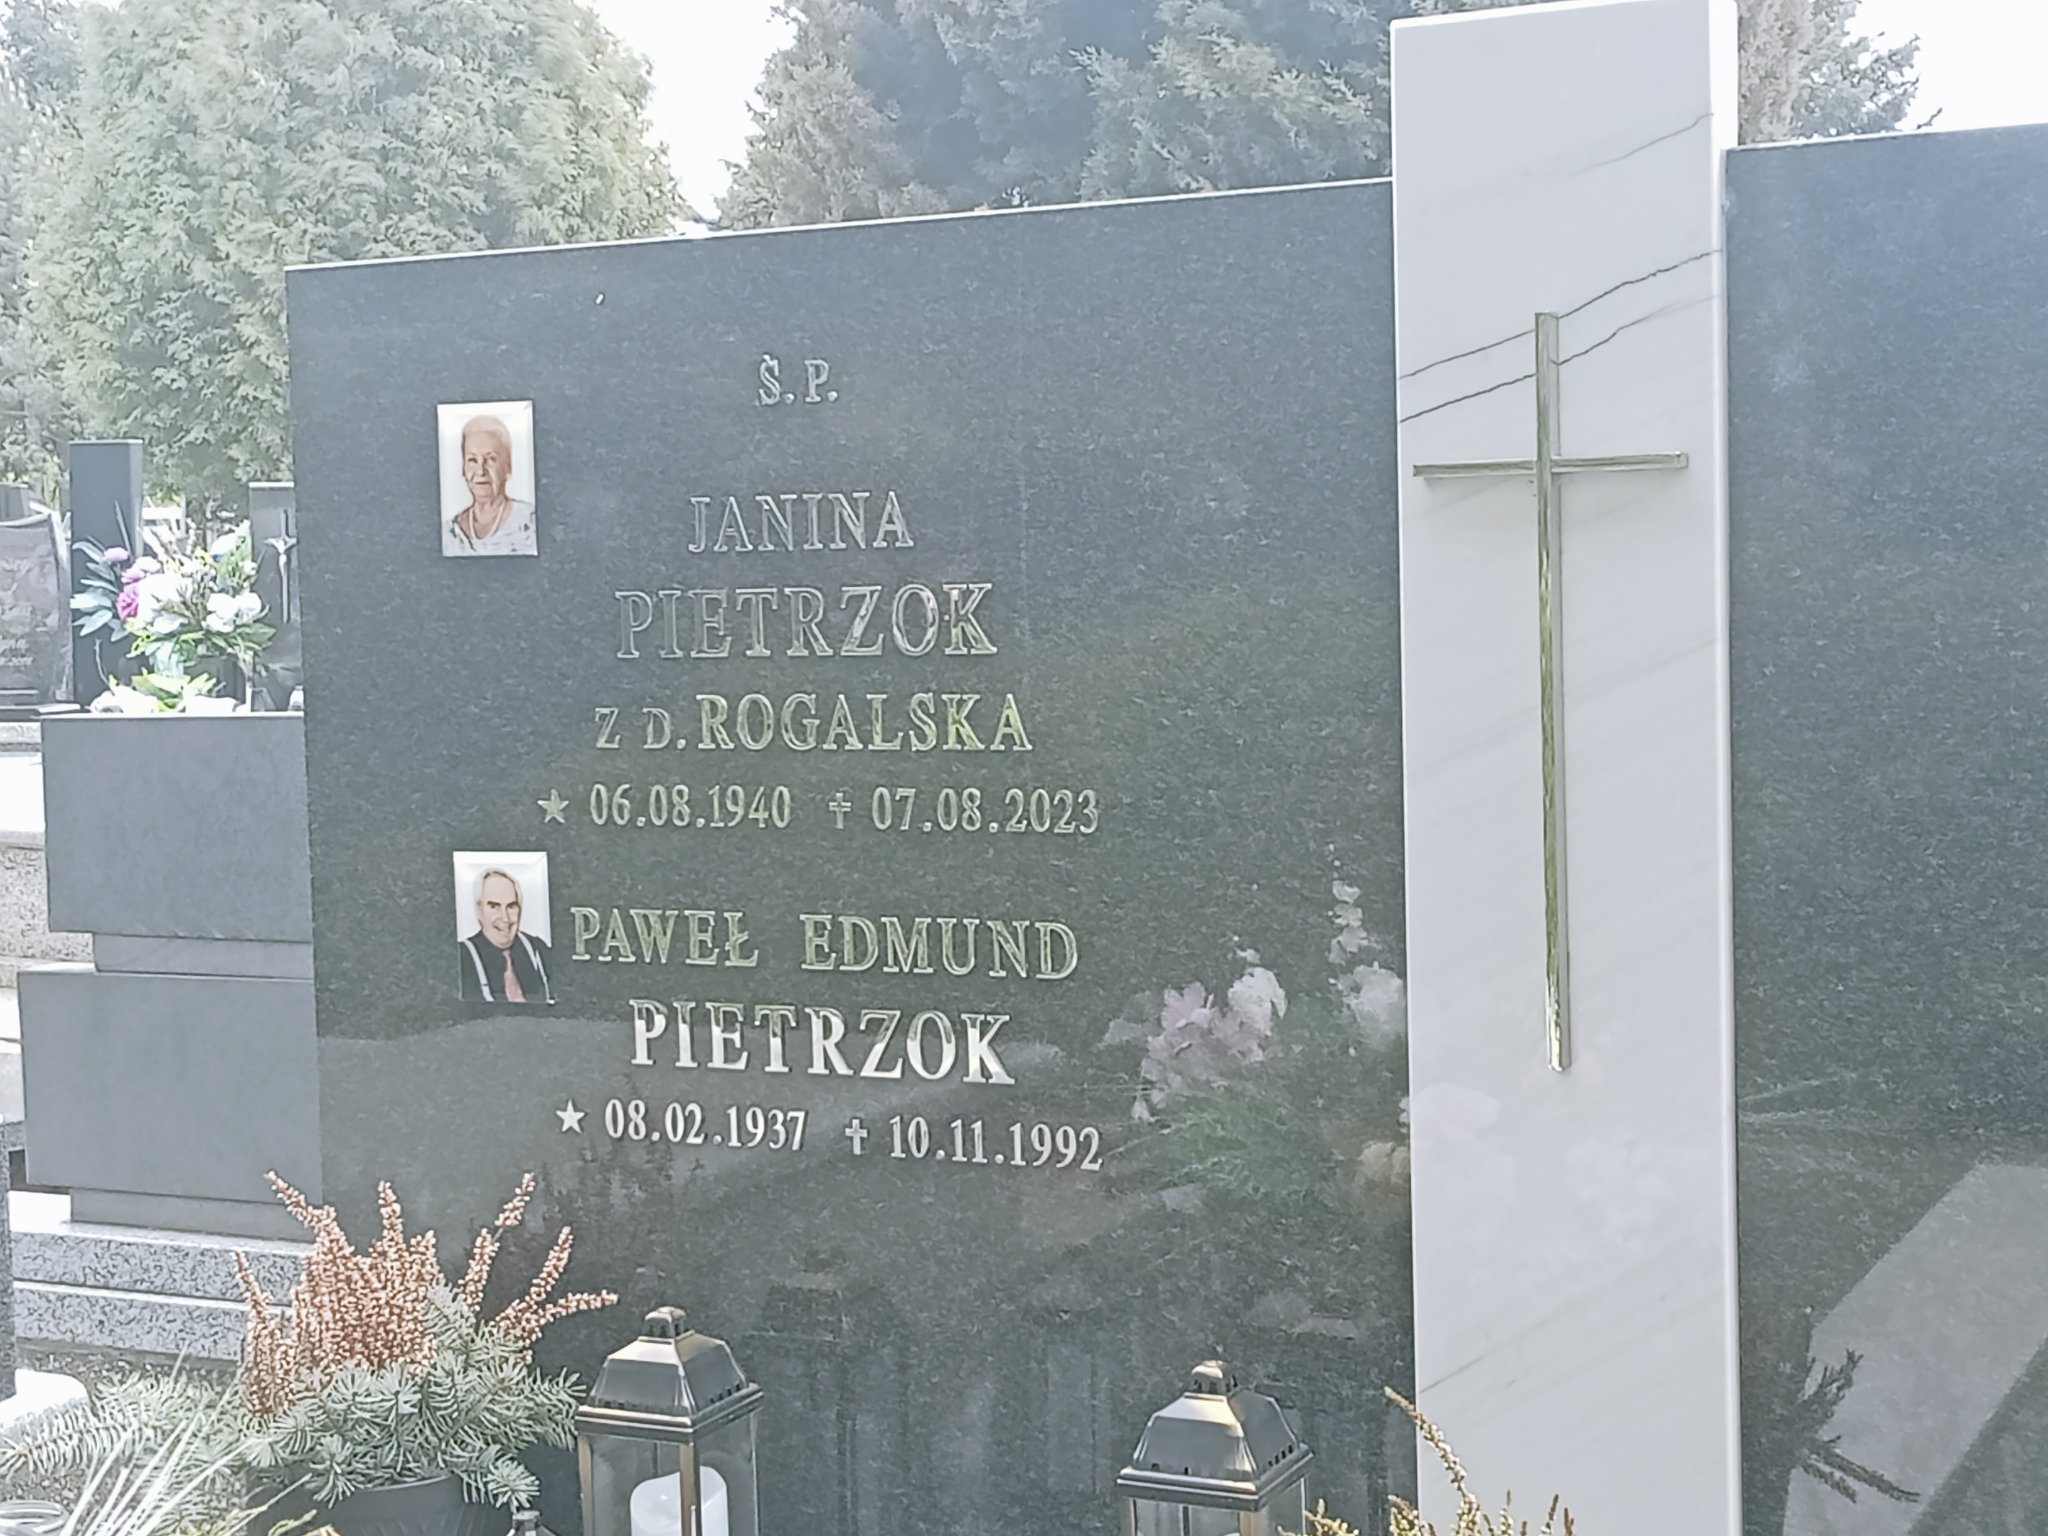 Ś.P.
JANINA
PIETRZOK
Z D. ROGALSKA
★ 06.08.1940 ✝ 07.08.2023
PAWEŁ EDMUND
PIETRZOK
★ 08.02.1937 ✝ 10.11.1992